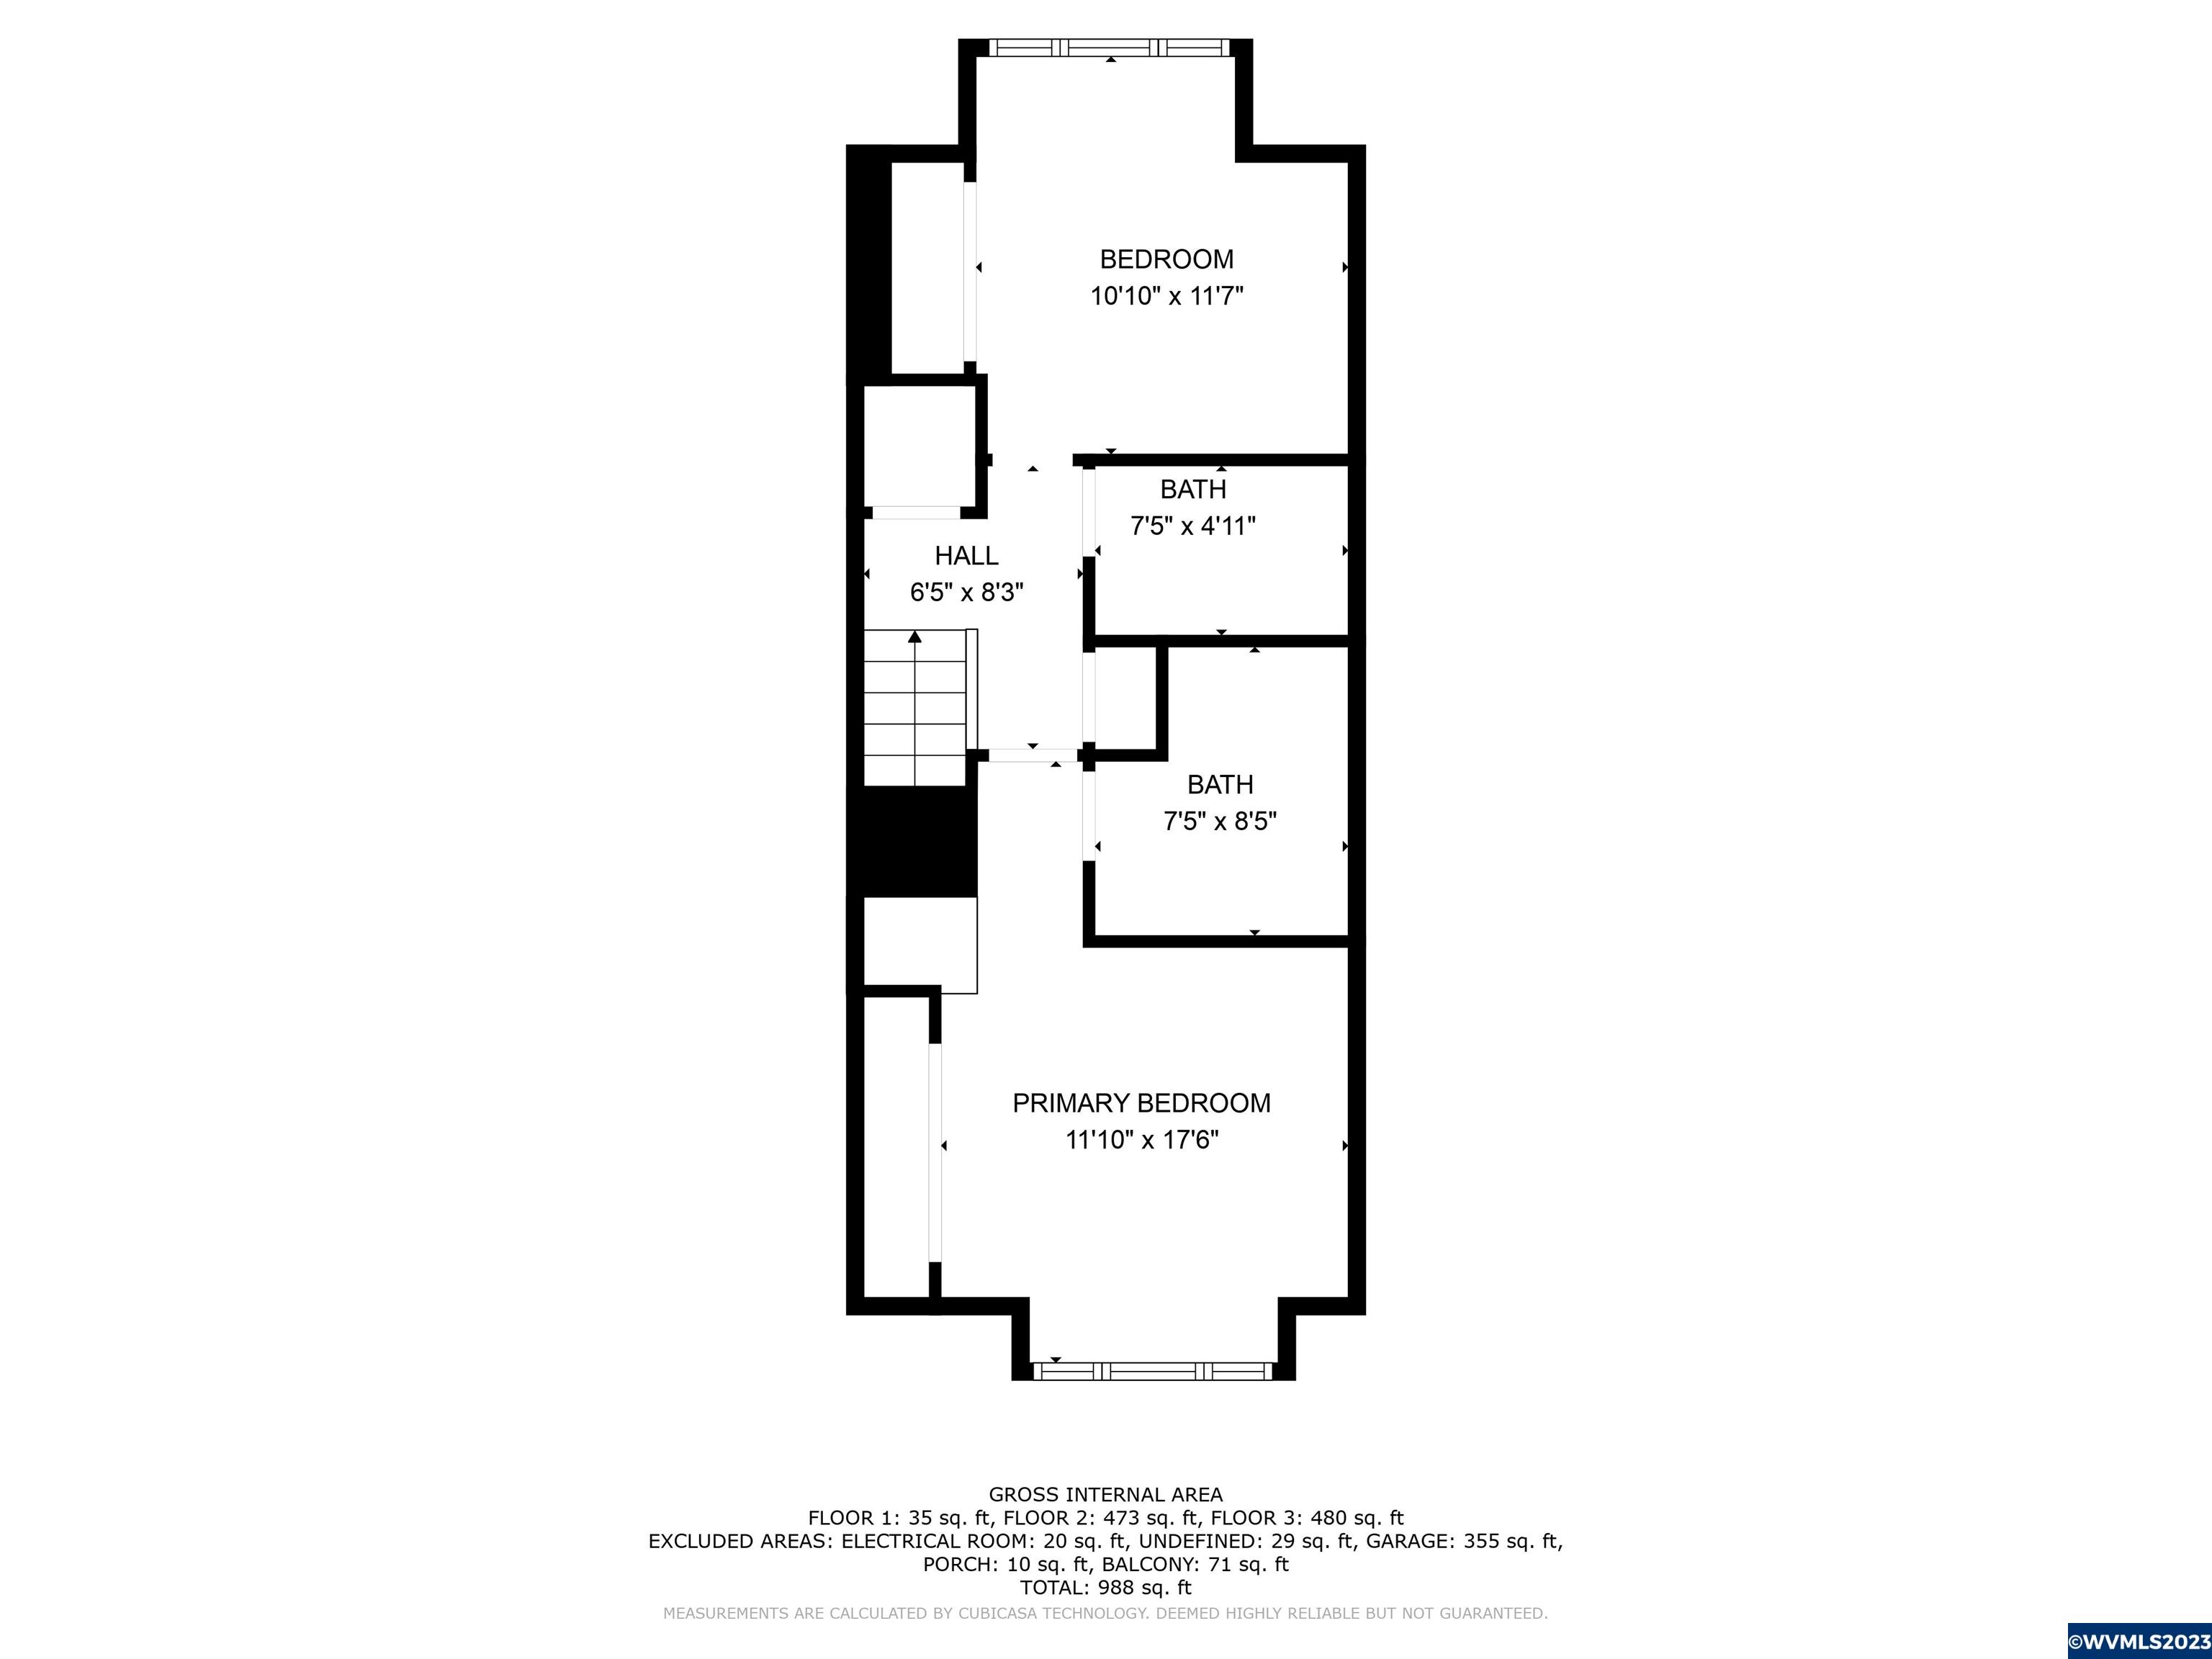 BEDROOM
10'10" x 11'7"
BATH
7'5" x 4'11"
HALL
6'5" x 8'3"
BATH
7'5" x 8'5"
PRIMARY BEDROOM
11'10" x 17'6"
GROSS INTERNAL AREA
FLOOR 1: 35 sq. ft, FLOOR 2: 473 sq. ft, FLOOR 3: 480 sq. ft
EXCLUDED AREAS: ELECTRICAL ROOM: 20 sq. ft, UNDEFINED: 29 sq. ft, GARAGE: 355 sq. ft,
PORCH: 10 sq. ft, BALCONY: 71 sq. ft
TOTAL: 988 sq. ft
MEASUREMENTS ARE CALCULATED BY CUBICASA TECHNOLOGY. DEEMED HIGHLY RELIABLE BUT NOT GUARANTEED.
©WVMLS2023